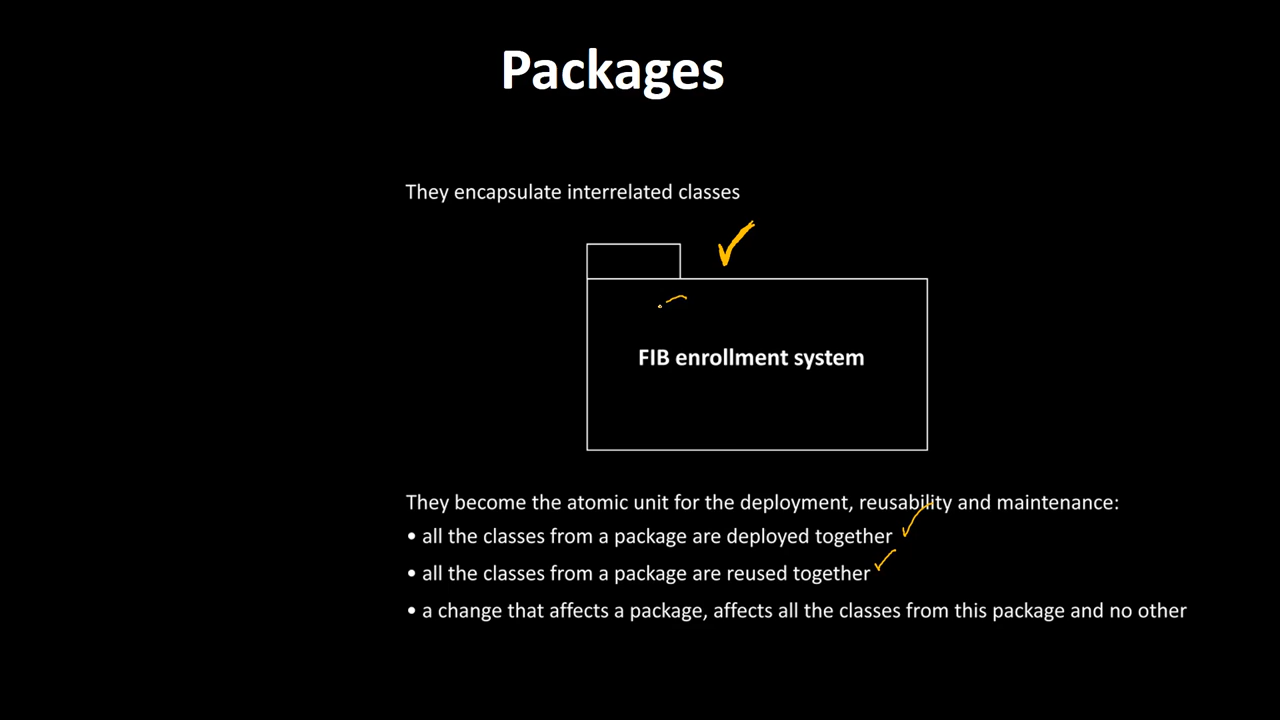 Packages
They encapsulate interrelated classes
FIB enrollment system
They become the atomic unit for the deployment, reusability and maintenance:
• all the classes from a package are deployed together
• all the classes from a package are reused together
• a change that affects a package, affects all the classes from this package and no other